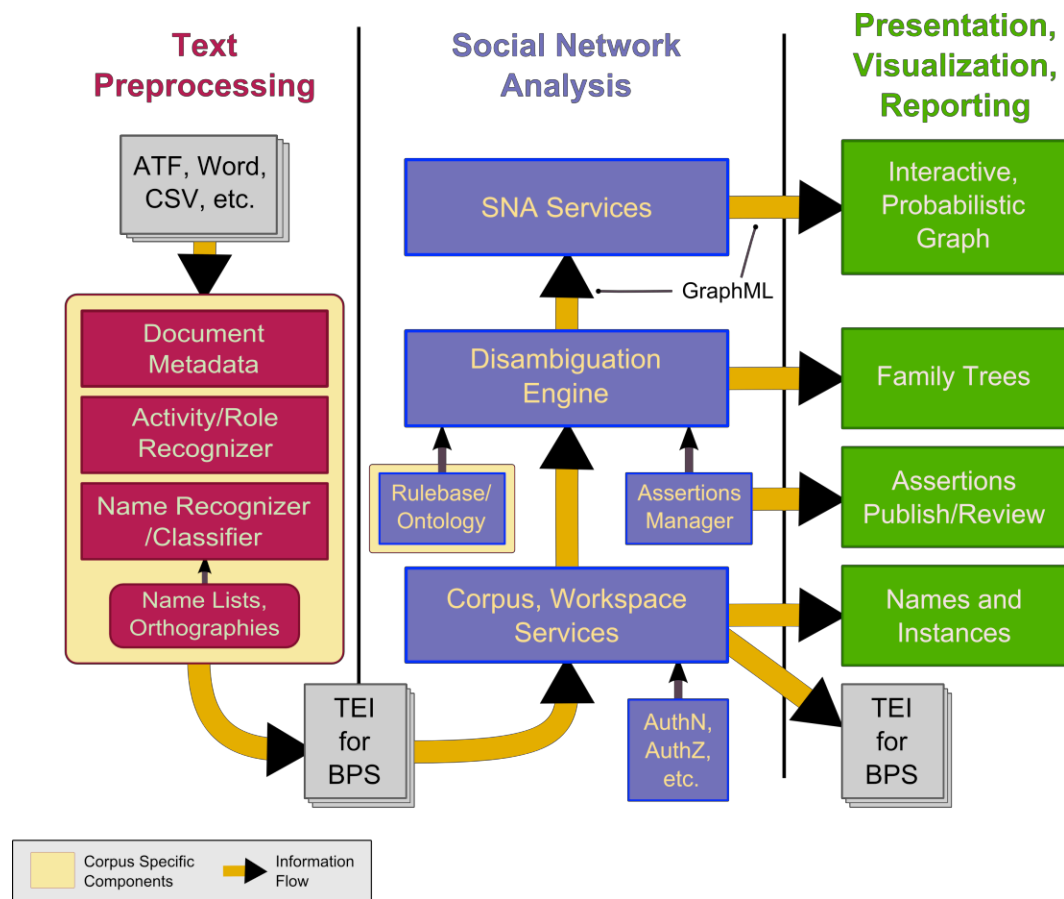 Text
Preprocessing
Social Network
Analysis
Presentation,
Visualization,
Reporting
ATF, Word,
CSV, etc.
Document
Metadata
Activity/Role
Recognizer
Name Recognizer
/Classifier
Name Lists,
Orthographies
TEI
for
BPS
SNA Services
GraphML
Disambiguation
Engine
Rulebase/
Ontology
Assertions
Manager
Corpus, Workspace
Services
AuthN,
AuthZ,
etc.
Interactive,
Probabilistic
Graph
Family Trees
Assertions
Publish/Review
Names and
Instances
TEI
for
BPS
Corpus Specific
Components
Information
Flow